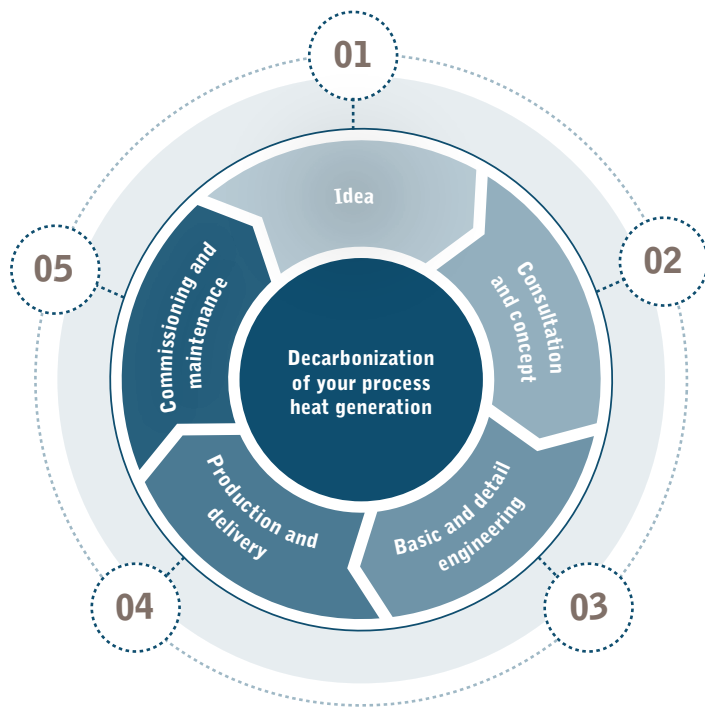 01
Idea
02
Consultation
and concept
03
Basic and detail
engineering
04
Production and
delivery
05
Commissioning and
maintenance
Decarbonization
of your process
heat generation